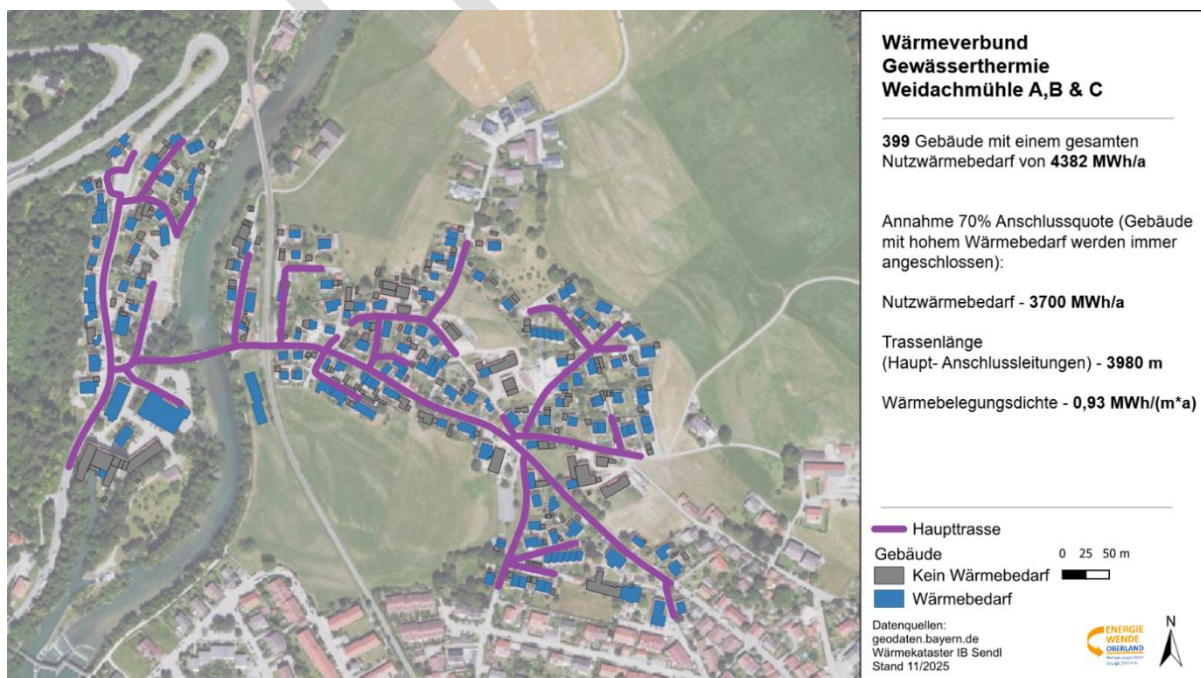 Wärmeverbund
Gewässerthermie
Weidachmühle A,B & C
399 Gebäude mit einem gesamten
Nutzwärmebedarf von 4382 MWh/a
Annahme 70% Anschlussquote (Gebäude
mit hohem Wärmebedarf werden immer
angeschlossen):
Nutzwärmebedarf - 3700 MWh/a
Trassenlänge
(Haupt- Anschlussleitungen) - 3980 m
Wärmebelegungsdichte - 0,93 MWh/(m*a)
Haupttrasse
Gebäude
0 25 50 m
Kein Wärmebedarf
Wärmebedarf
Datenquellen:
geodaten.bayern.de
Wärmekataster IB Sendl
Stand 11/2025
ENERGIE
WENDE
OBERLAND
N